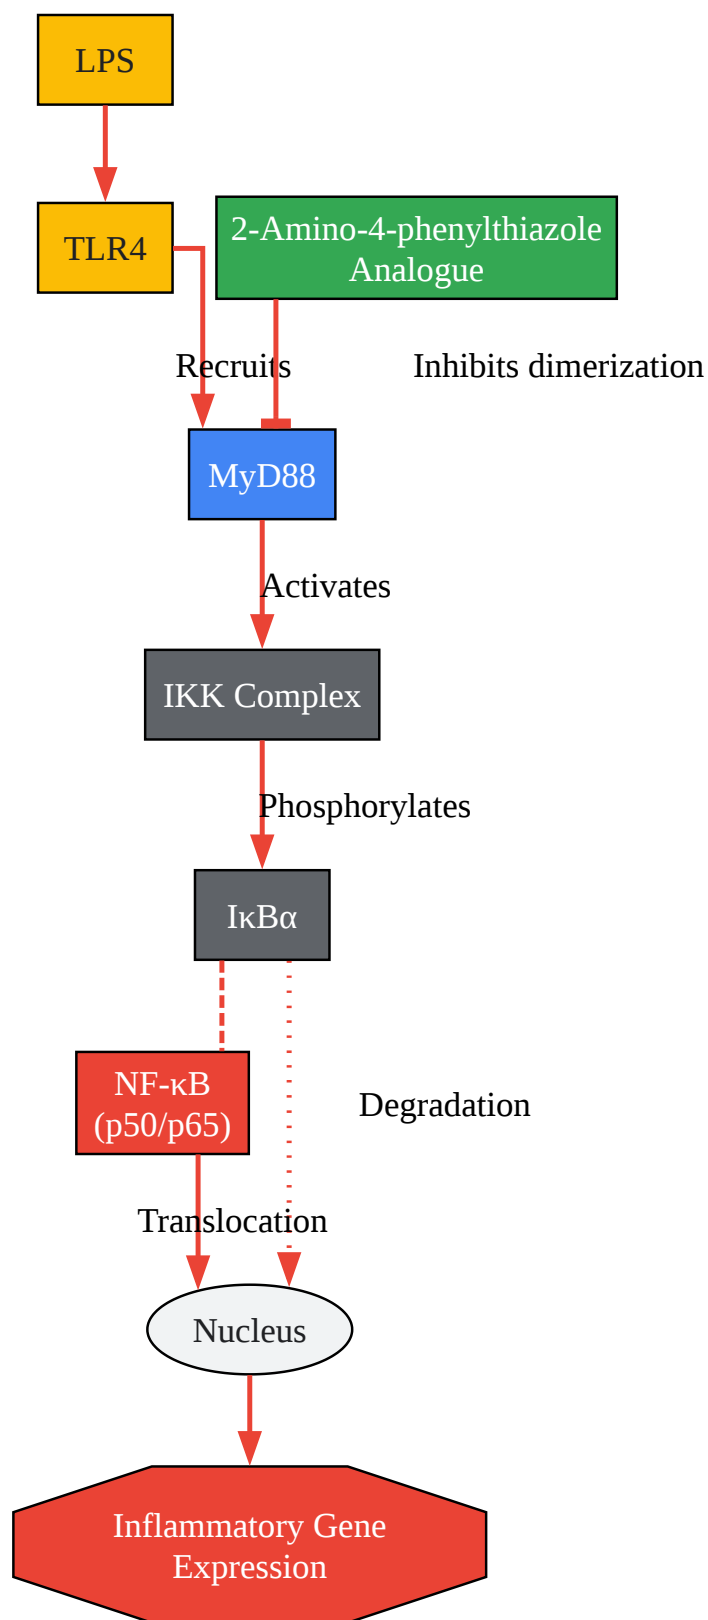 LPS
TLR4
2-Amino-4-phenylthiazole
Analogue
Recruits
Inhibits dimerization
MyD88
Activates
IKK Complex
Phosphorylates
IκBα
NF-κB
(p50/p65)
Degradation
Translocation
Nucleus
Inflammatory Gene
Expression